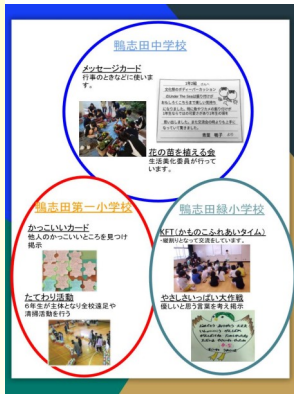 鴨志田中学校
メッセージカード
行事のときなどに使いま
す。
花の苗を植える会
生活美化委員が行って
います。
鴨志田第一小学校
かっこいいカード
他人のかっこいいところを見つけ
掲示
たてわり活動
6年生が主体となり全校遠足や
清掃活動を行う
鴨志田緑小学校
KFT(かものこふれあいタイム)
・縦割りとなって交流をしています。
やさしさいっぱい大作戦
優しいと思う言葉を考え掲示